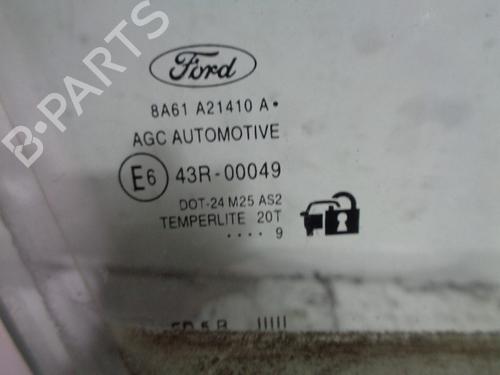 B-PARTS
Ford
8A61 A21410 A•
AGC AUTOMOTIVE
E6 43R-00049
DOT-24 M25 AS2
TEMPERLITE 20T
.... 9